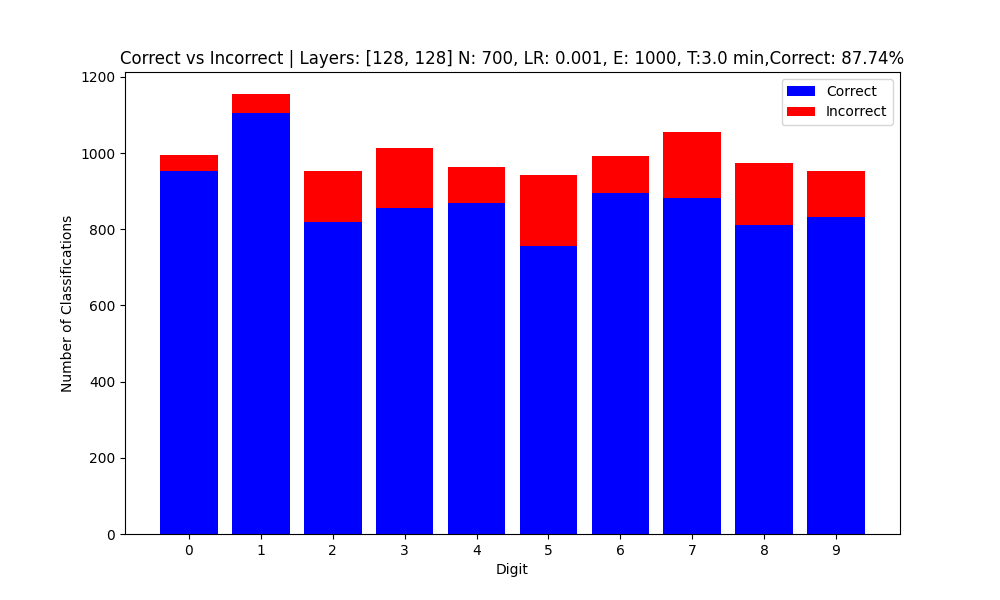 Correct vs Incorrect | Layers: [128, 128] N: 700, LR: 0.001, E: 1000, T:3.0 min,Correct: 87.74%
Correct
Incorrect
1200
1000
800
600
400
200
0
Number of Classifications
0 1 2 3 4 5 6 7 8 9
Digit